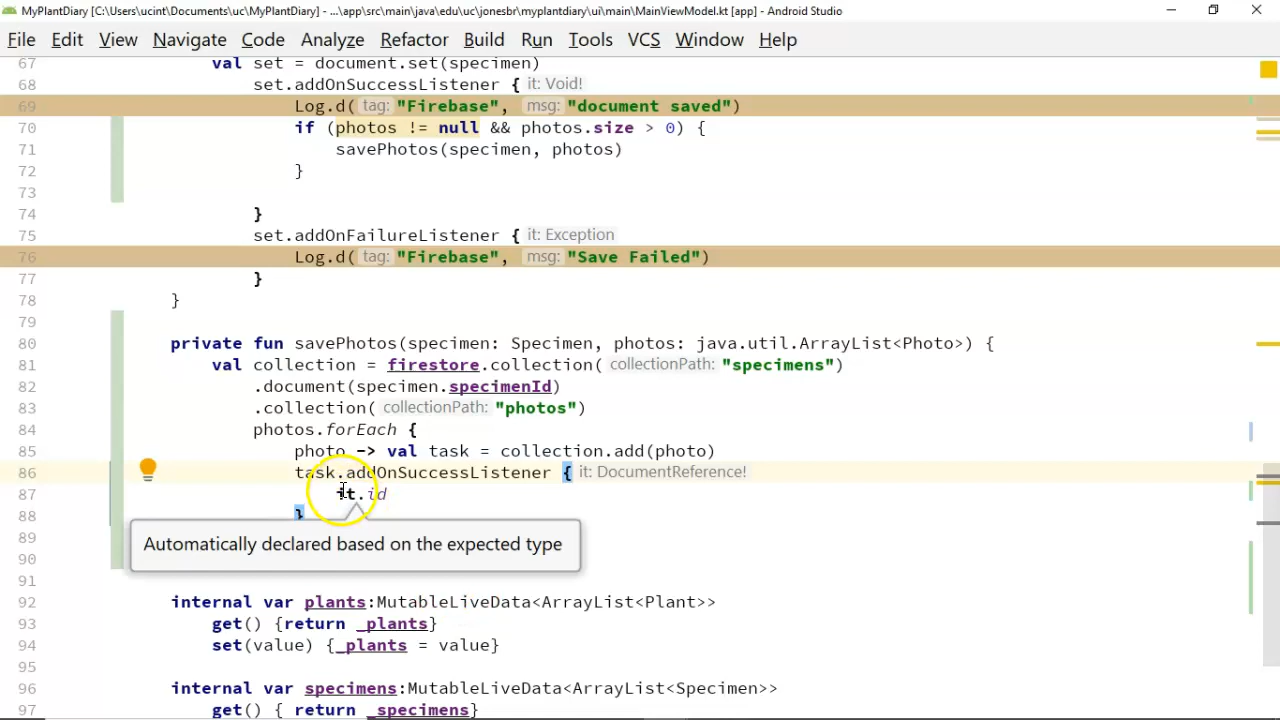 MyPlantDiary [C:\Users\ucint\Documents\uc\MyPlantDiary] - ...\app\src\main\java\edu\uc\jonesbr\myplantdiary\ui\main\MainViewModel.kt [app] - Android Studio
File Edit View Navigate Code Analyze Refactor Build Run Tools VCS Window Help
67 val set = document.set(specimen)
68 set.addOnSuccessListener { it: Void!
69 Log.d( tag: "Firebase", msg: "document saved")
70 if (photos != null && photos.size > 0) {
71 savePhotos(specimen, photos)
72 }
73
74 }
75 set.addOnFailureListener { it: Exception
76 Log.d( tag: "Firebase", msg: "Save Failed")
77 }
78 }
79
80 private fun savePhotos(specimen: Specimen, photos: java.util.ArrayList<Photo>) {
81 val collection = firestore.collection( collectionPath: "specimens")
82 .document(specimen.specimenId)
83 .collection( collectionPath: "photos")
84 photos.forEach {
85 photo -> val task = collection.add(photo)
86 task.addOnSuccessListener { it: DocumentReference!
87 it.id
88 }
Automatically declared based on the expected type
89
90
91
92 internal var plants:MutableLiveData<ArrayList<Plant>>
93 get() {return _plants}
94 set(value) {_plants = value}
95
96 internal var specimens:MutableLiveData<ArrayList<Specimen>>
97 get() { return _specimens}